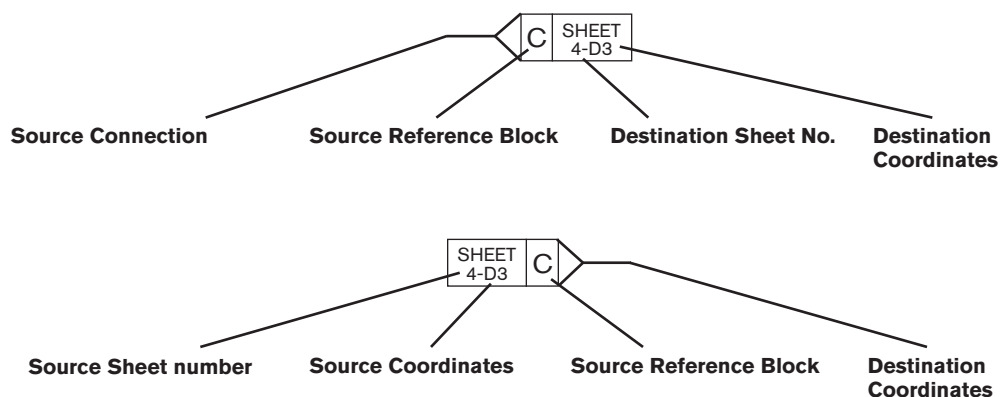 C
SHEET
4-D3
Source Connection
Source Reference Block
Destination Sheet No.
Destination
Coordinates
SHEET
4-D3
C
Source Sheet number
Source Coordinates
Source Reference Block
Destination
Coordinates